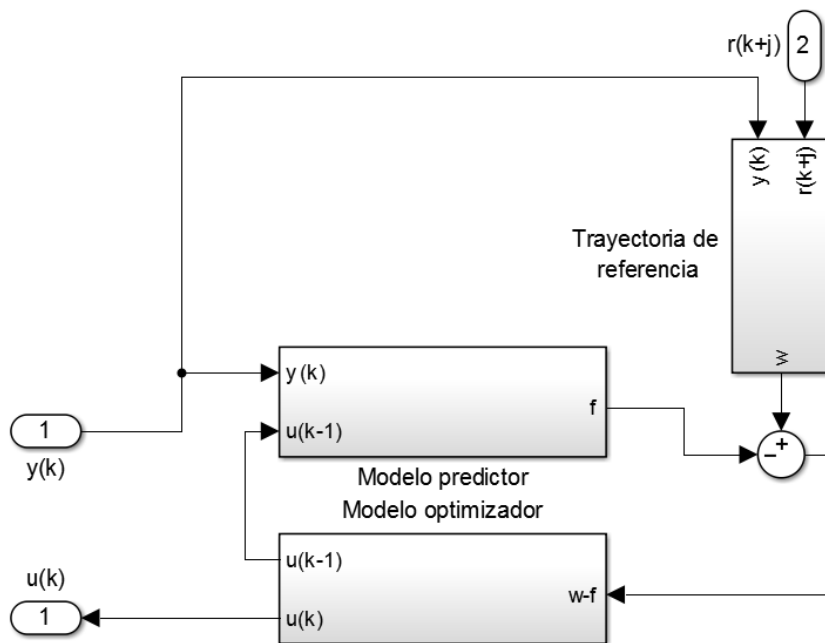 r(k+j)
2
y(k)
r(k+j)
Trayectoria de
referencia
w
y(k)
f
u(k-1)
1
y(k)
Modelo predictor
Modelo optimizador
− +
u(k-1)
w-f
u(k)
u(k)
1